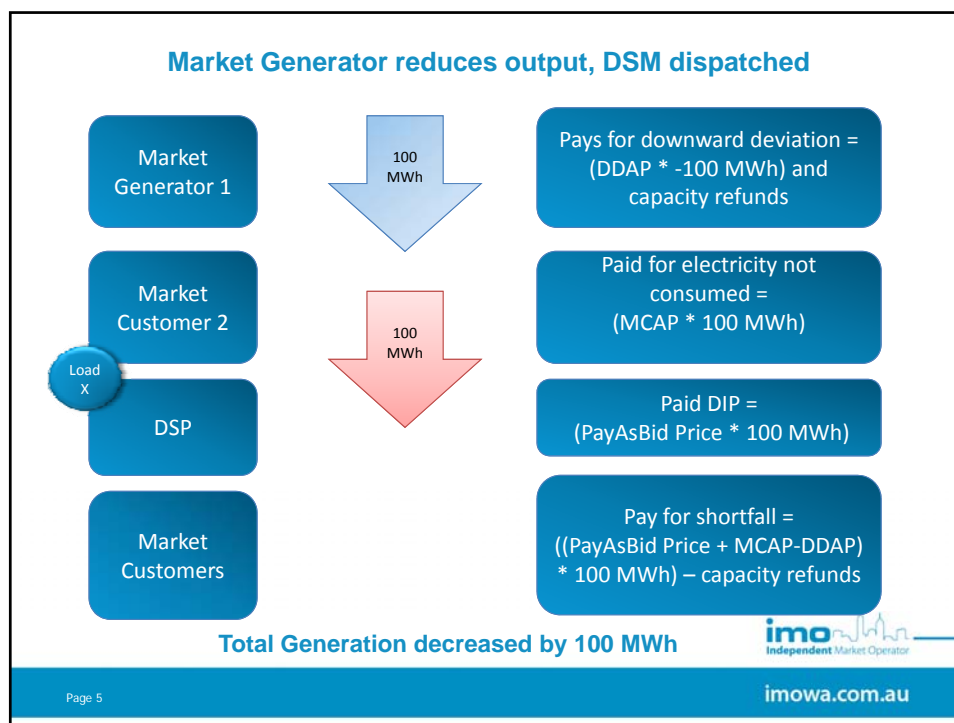 Market Generator reduces output, DSM dispatched
Market
Generator 1
100
MWh
Pays for downward deviation =
(DDAP * -100 MWh) and
capacity refunds
Market
Customer 2
100
MWh
Paid for electricity not
consumed =
(MCAP * 100 MWh)
Load
X
DSP
Paid DIP =
(PayAsBid Price * 100 MWh)
Market
Customers
Pay for shortfall =
((PayAsBid Price + MCAP-DDAP)
* 100 MWh) – capacity refunds
Total Generation decreased by 100 MWh
imo
Independent Market Operator
Page 5
imowa.com.au